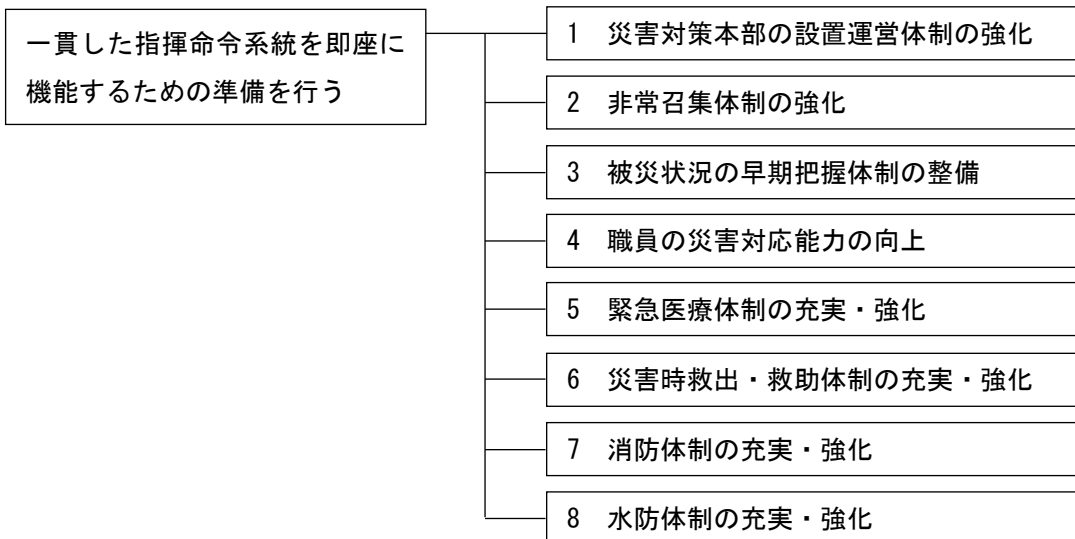 一貫した指揮命令系統を即座に
機能するための準備を行う
1 災害対策本部の設置運営体制の強化
2 非常召集体制の強化
3 被災状況の早期把握体制の整備
4 職員の災害対応能力の向上
5 緊急医療体制の充実・強化
6 災害時救出・救助体制の充実・強化
7 消防体制の充実・強化
8 水防体制の充実・強化